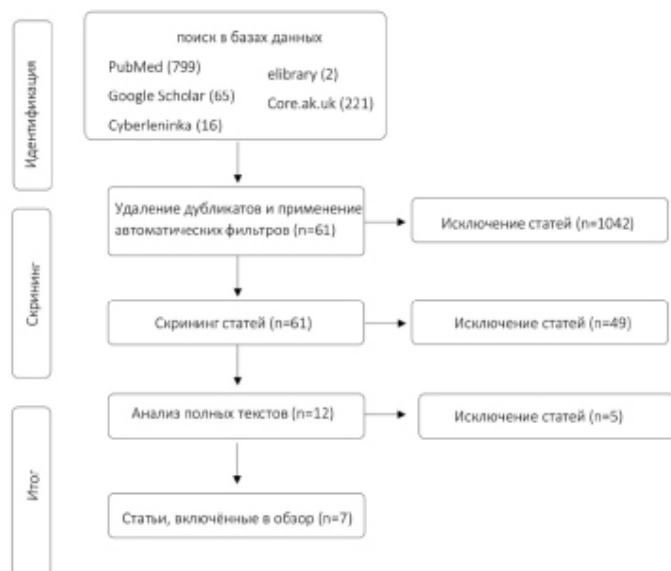 Идентификация
поиск в базах данных
PubMed (799)
Google Scholar (65)
Cyberleninka (16)
elibrary (2)
Core.ak.uk (221)
Скрининг
Удаление дубликатов и применение
автоматических фильтров (n=61)
Исключение статей (n=1042)
Скрининг статей (n=61)
Исключение статей (n=49)
Итог
Анализ полных текстов (n=12)
Исключение статей (n=5)
Статьи, включённые в обзор (n=7)